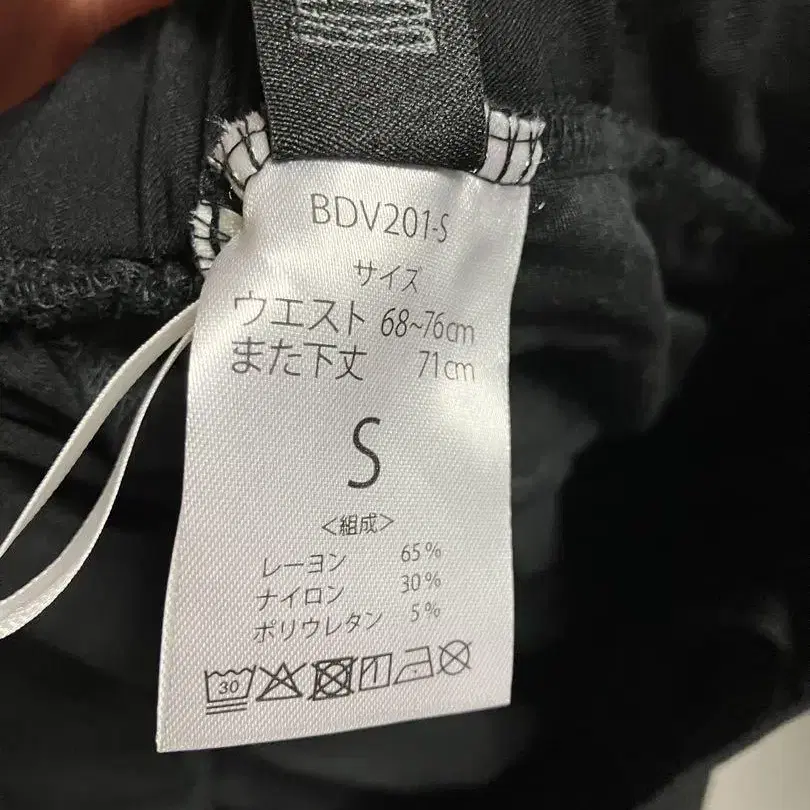 BDV201-S
サイズ
ウエスト 68~76cm
また下丈 71cm
S
<組成>
レーヨン 65%
ナイロン 30%
ポリウレタン 5%
30